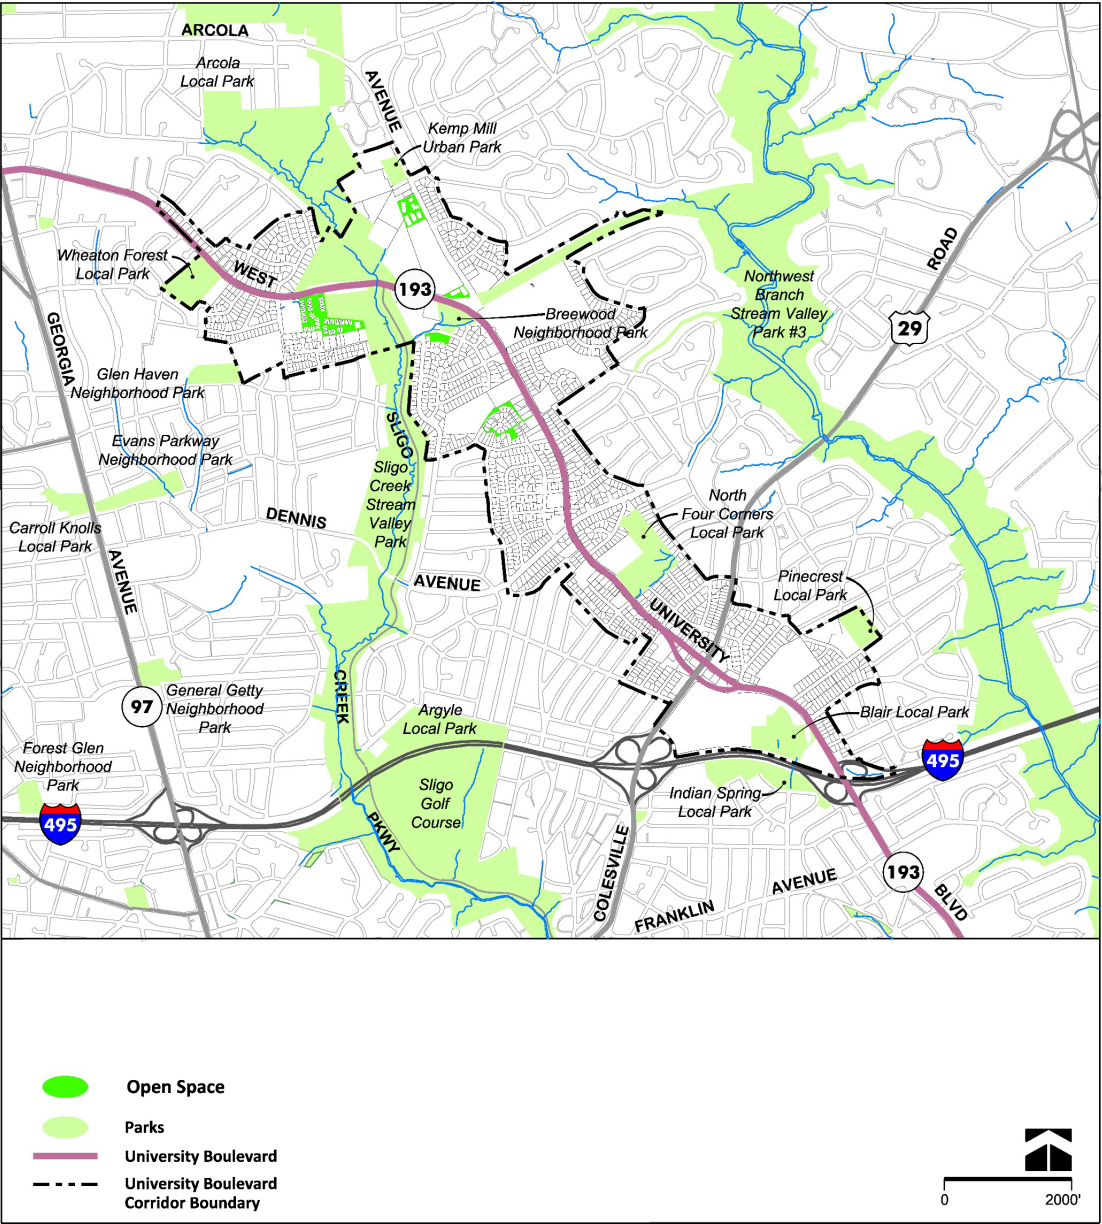 ARCOLA
Arcola
Local Park
AVENUE
Kemp Mill
Urban Park
Wheaton Forest
Local Park
WEST
193
Breewood
Neighborhood Park
Northwest
Branch
Stream Valley
Park #3
ROAD
29
GEORGIA
Glen Haven
Neighborhood Park
Evans Parkway
Neighborhood Park
SLIGO
Sligo
Creek
Stream
Valley
Park
DENNIS
AVENUE
North
Four Corners
Local Park
Carroll Knolls
Local Park
AVENUE
Pinecrest
Local Park
UNIVERSITY
97
General Getty
Neighborhood
Park
CREEK
Argyle
Local Park
Blair Local Park
Forest Glen
Neighborhood
Park
495
495
Sligo
Golf
Course
Indian Spring
Local Park
PKWY
COLESVILLE
FRANKLIN
AVENUE
193
BLVD
Open Space
Parks
University Boulevard
University Boulevard
Corridor Boundary
0 2000'